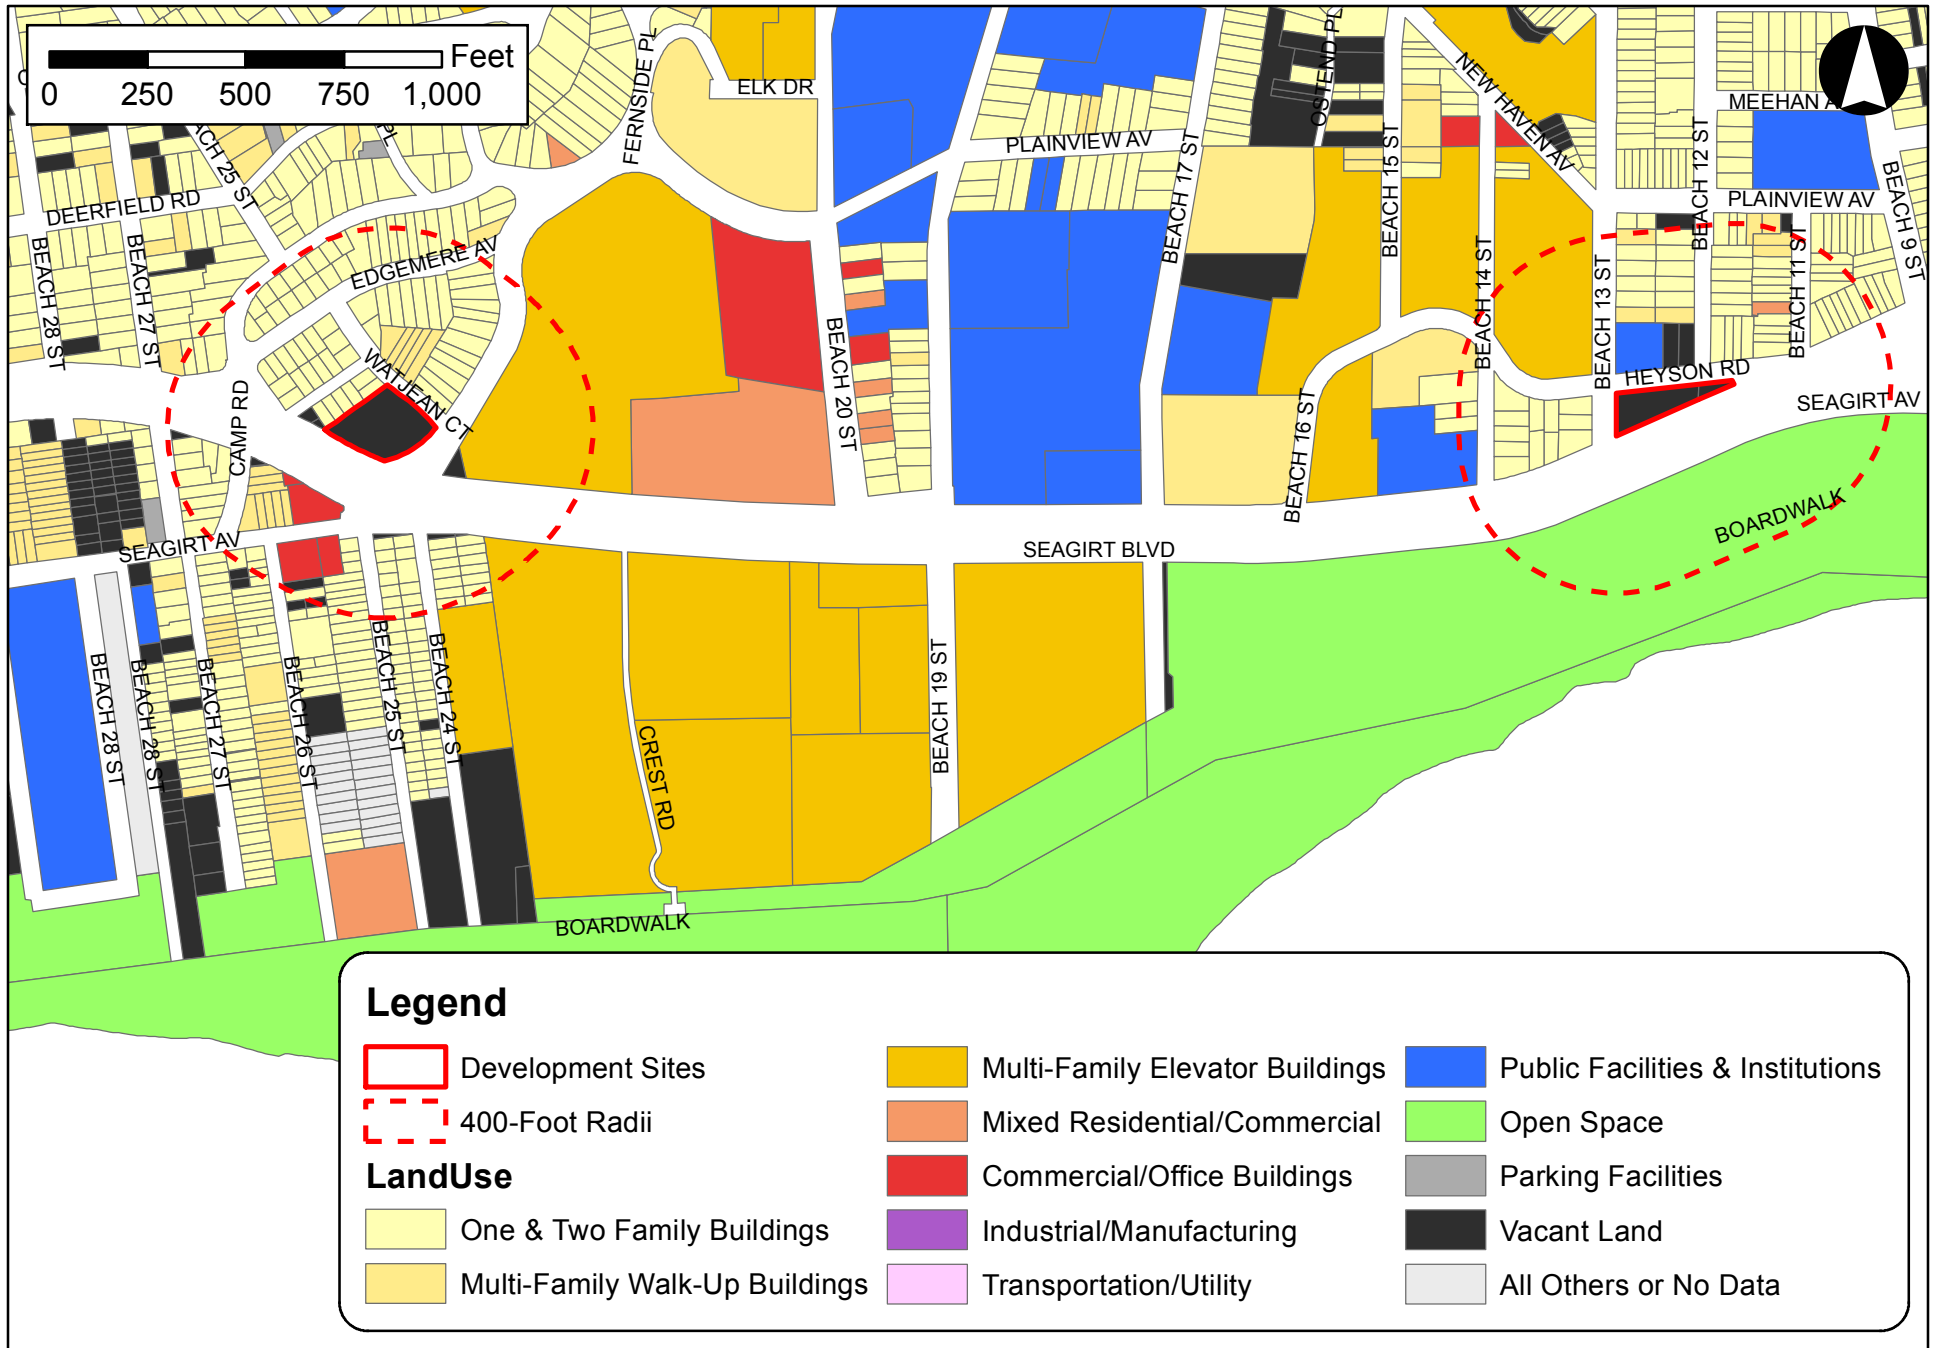 Feet
0 250 500 750 1,000
FERNSIDE PL
ELK DR
OSTEND PL
NEW HAVEN AV
MEEHAN A
PLAINVIEW AV
BEACH 17 ST
BEACH 15 ST
BEACH 12 ST
PLAINVIEW AV
BEACH 9 ST
ACH 25 ST
PL
DEERFIELD RD
BEACH 28 ST
BEACH 27 ST
EDGEMERE AV
BEACH 14 ST
BEACH 13 ST
BEACH 11 ST
WATJEAN CT
CAMP RD
BEACH 20 ST
BEACH 16 ST
HEYSON RD
SEAGIRT AV
BOARDWALK
SEAGIRT AV
SEAGIRT BLVD
BEACH 28 ST
BEACH 28 ST
BEACH 27 ST
BEACH 26 ST
BEACH 25 ST
BEACH 24 ST
CREST RD
BEACH 19 ST
BOARDWALK
Legend
Development Sites
400-Foot Radii
LandUse
One & Two Family Buildings
Multi-Family Walk-Up Buildings
Multi-Family Elevator Buildings
Mixed Residential/Commercial
Commercial/Office Buildings
Industrial/Manufacturing
Transportation/Utility
Public Facilities & Institutions
Open Space
Parking Facilities
Vacant Land
All Others or No Data